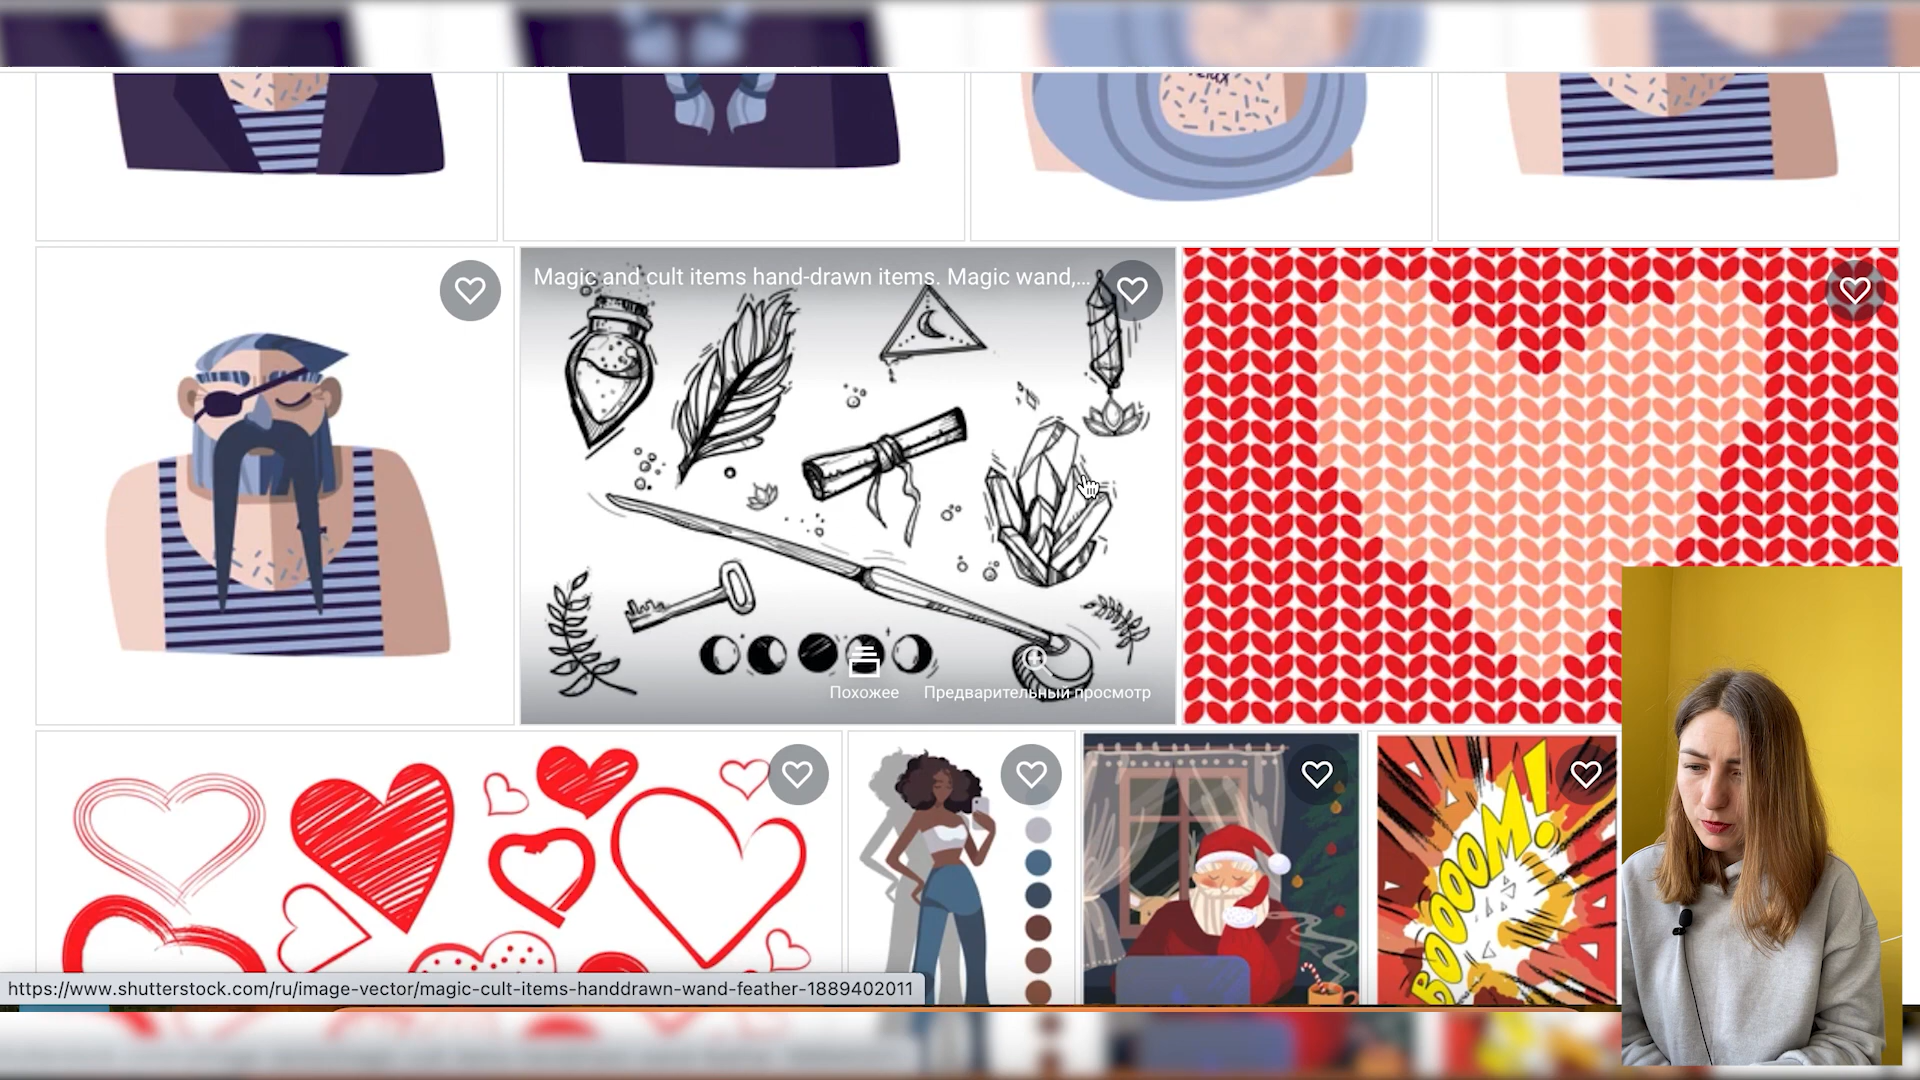 relax
Magic and cult items hand-drawn items. Magic wand,...
Похожее
Предварительный просмотр
BOOOOM!
https://www.shutterstock.com/ru/image-vector/magic-cult-items-handdrawn-wand-feather-1889402011